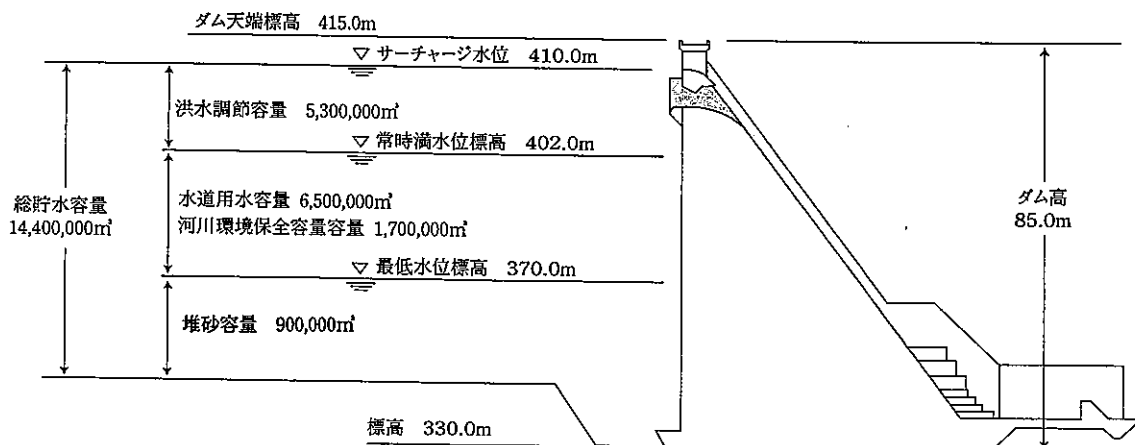 ダム天端標高 415.0m
▽ サーチャージ水位 410.0m
洪水調節容量 5,300,000㎥
▽ 常時満水位標高 402.0m
総貯水容量
14,400,000㎥
水道用水容量 6,500,000㎥
河川環境保全容量容量 1,700,000㎥
ダム高
85.0m
▽ 最低水位標高 370.0m
堆砂容量 900,000㎥
標高 330.0m